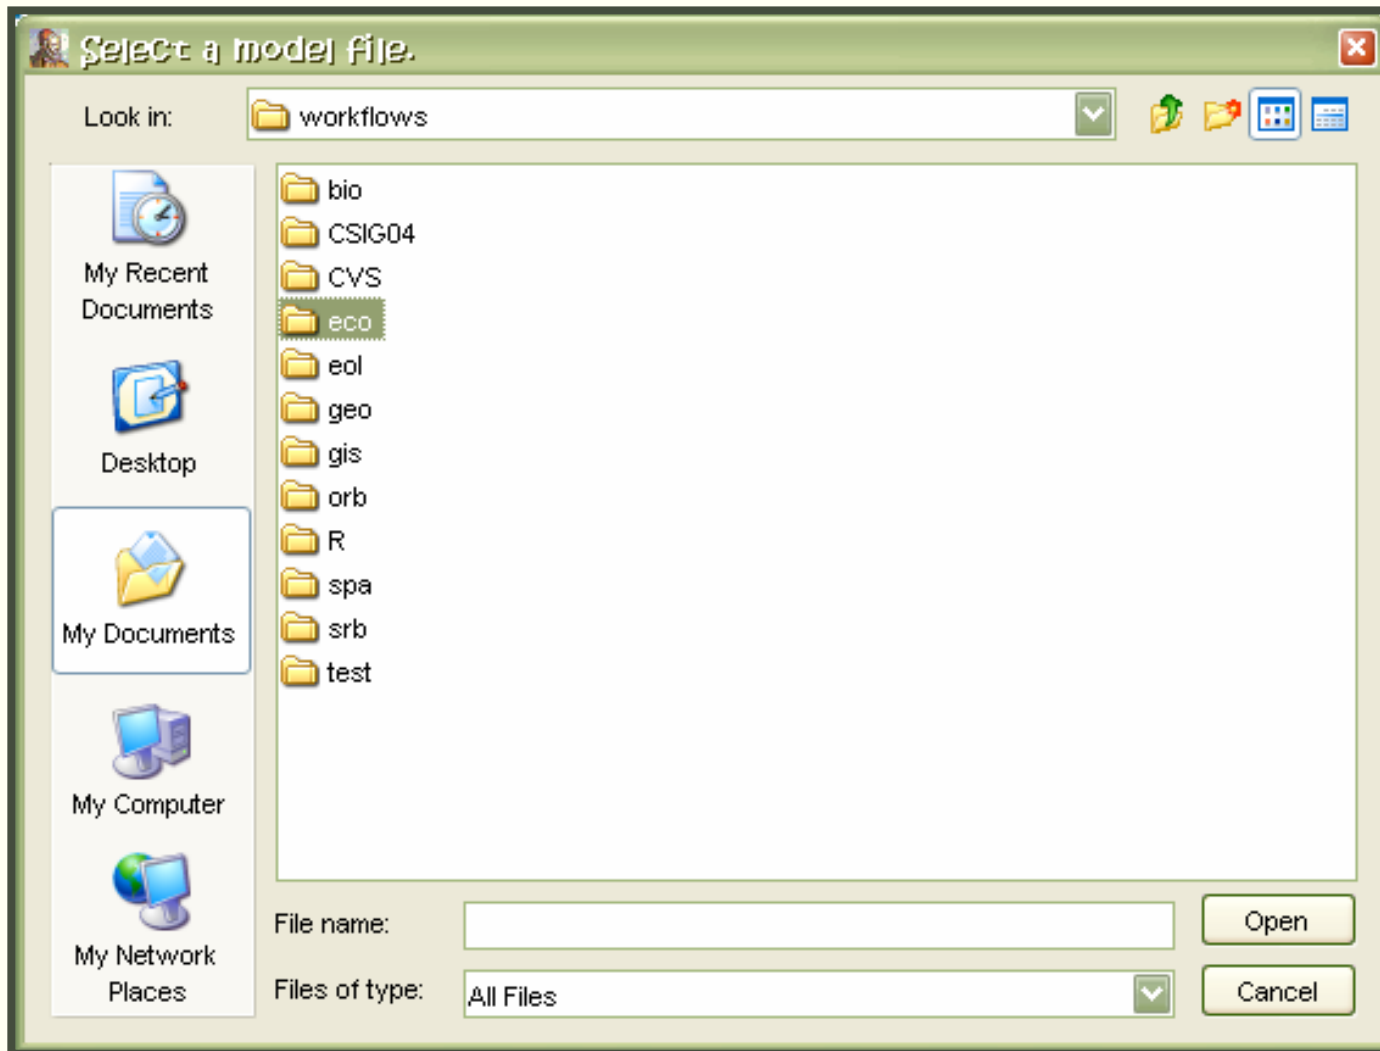 Select a model file.
Look in:
workflows
My Recent
Documents
Desktop
My Documents
My Computer
My Network
Places
bio
CSIG04
CVS
eco
eol
geo
gis
orb
R
spa
srb
test
File name:
Open
Files of type:
All Files
Cancel